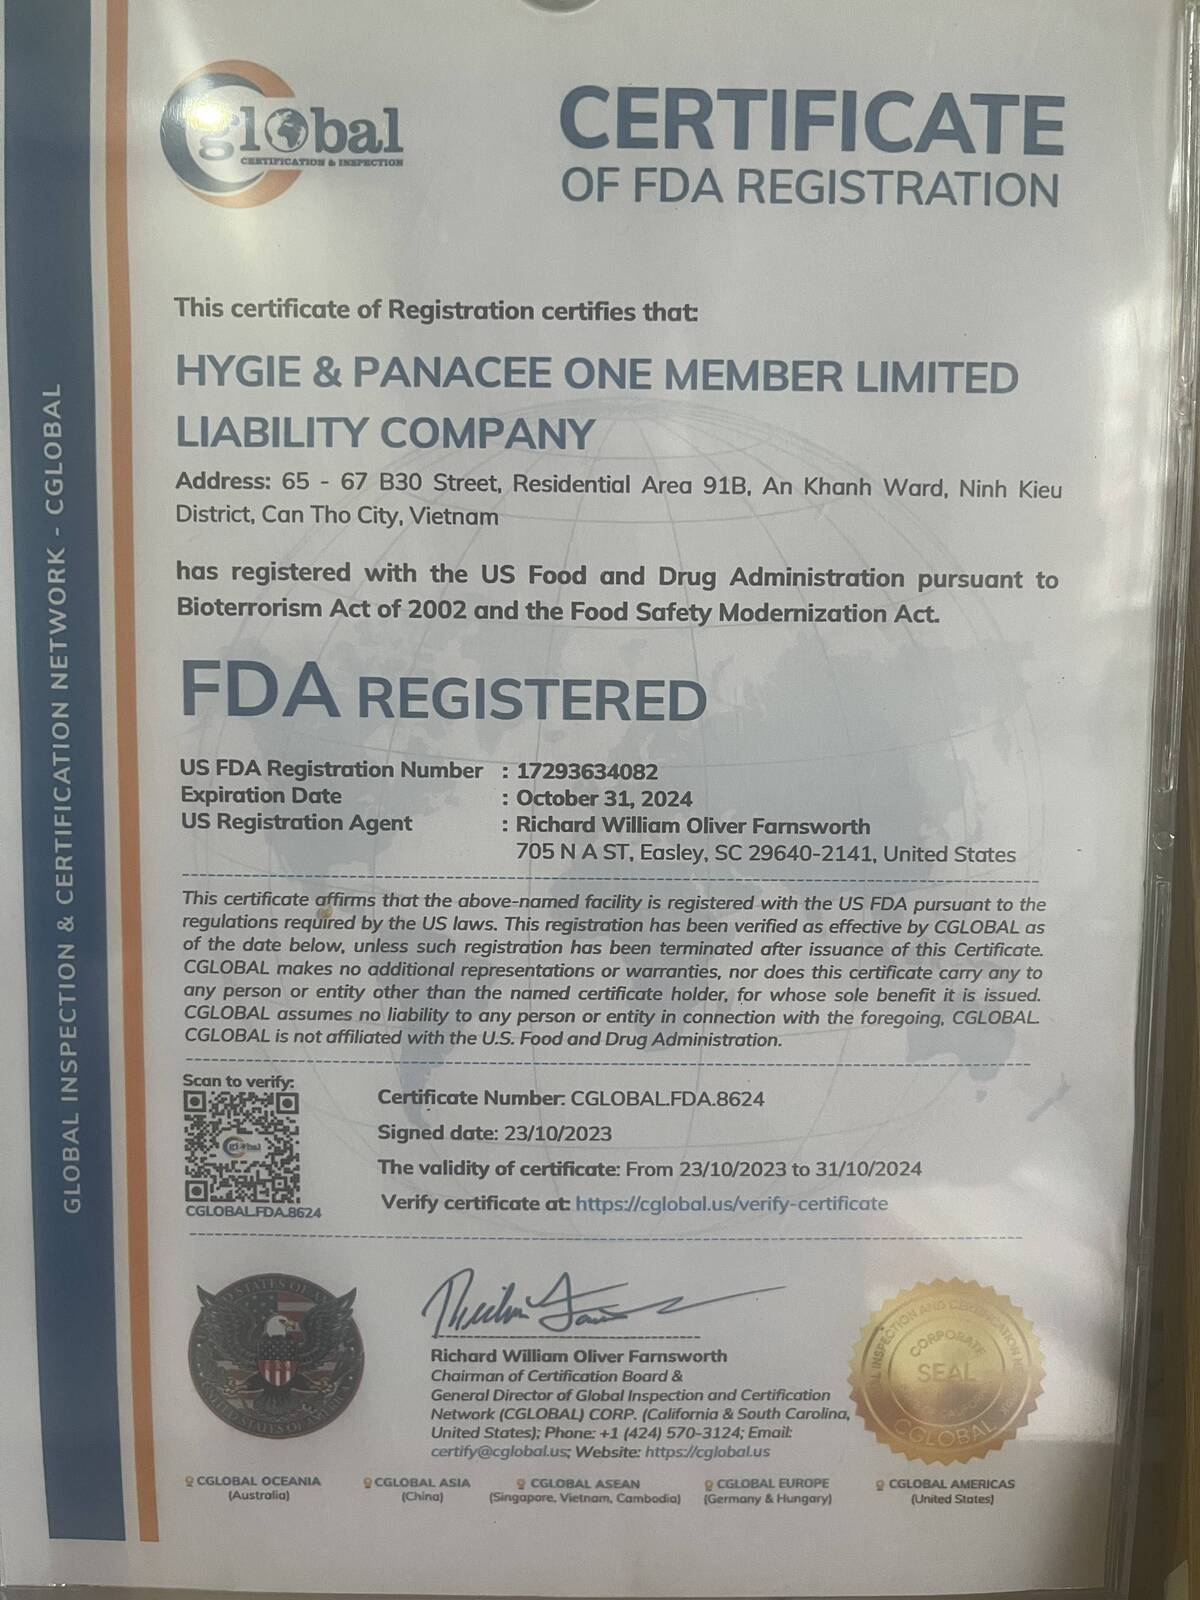 global
CERTIFICATION & INSPECTION
CERTIFICATE
OF FDA REGISTRATION
This certificate of Registration certifies that:
HYGIE & PANACEE ONE MEMBER LIMITED
LIABILITY COMPANY
Address: 65 - 67 B30 Street, Residential Area 91B, An Khanh Ward, Ninh Kieu
District, Can Tho City, Vietnam
has registered with the US Food and Drug Administration pursuant to
Bioterrorism Act of 2002 and the Food Safety Modernization Act.
FDA REGISTERED
US FDA Registration Number : 17293634082
Expiration Date : October 31, 2024
US Registration Agent : Richard William Oliver Farnsworth
705 N A ST, Easley, SC 29640-2141, United States
This certificate affirms that the above-named facility is registered with the US FDA pursuant to the
regulations required by the US laws. This registration has been verified as effective by CGLOBAL as
of the date below, unless such registration has been terminated after issuance of this Certificate.
CGLOBAL makes no additional representations or warranties, nor does this certificate carry any to
any person or entity other than the named certificate holder, for whose sole benefit it is issued.
CGLOBAL assumes no liability to any person or entity in connection with the foregoing, CGLOBAL.
CGLOBAL is not affiliated with the U.S. Food and Drug Administration.
Scan to verify:
CGLOBAL.FDA.8624
Certificate Number: CGLOBAL.FDA.8624
Signed date: 23/10/2023
The validity of certificate: From 23/10/2023 to 31/10/2024
Verify certificate at: https://cglobal.us/verify-certificate
Richard William Oliver Farnsworth
Chairman of Certification Board &
General Director of Global Inspection and Certification
Network (CGLOBAL) CORP. (California & South Carolina,
United States); Phone: +1 (424) 570-3124; Email:
certify@cglobal.us; Website: https://cglobal.us
CORPORATE
SEAL
CGLOBAL
CGLOBAL OCEANIA
(Australia)
CGLOBAL ASIA
(China)
CGLOBAL ASEAN
(Singapore, Vietnam, Cambodia)
CGLOBAL EUROPE
(Germany & Hungary)
CGLOBAL AMERICAS
(United States)
GLOBAL INSPECTION & CERTIFICATION NETWORK - CGLOBAL